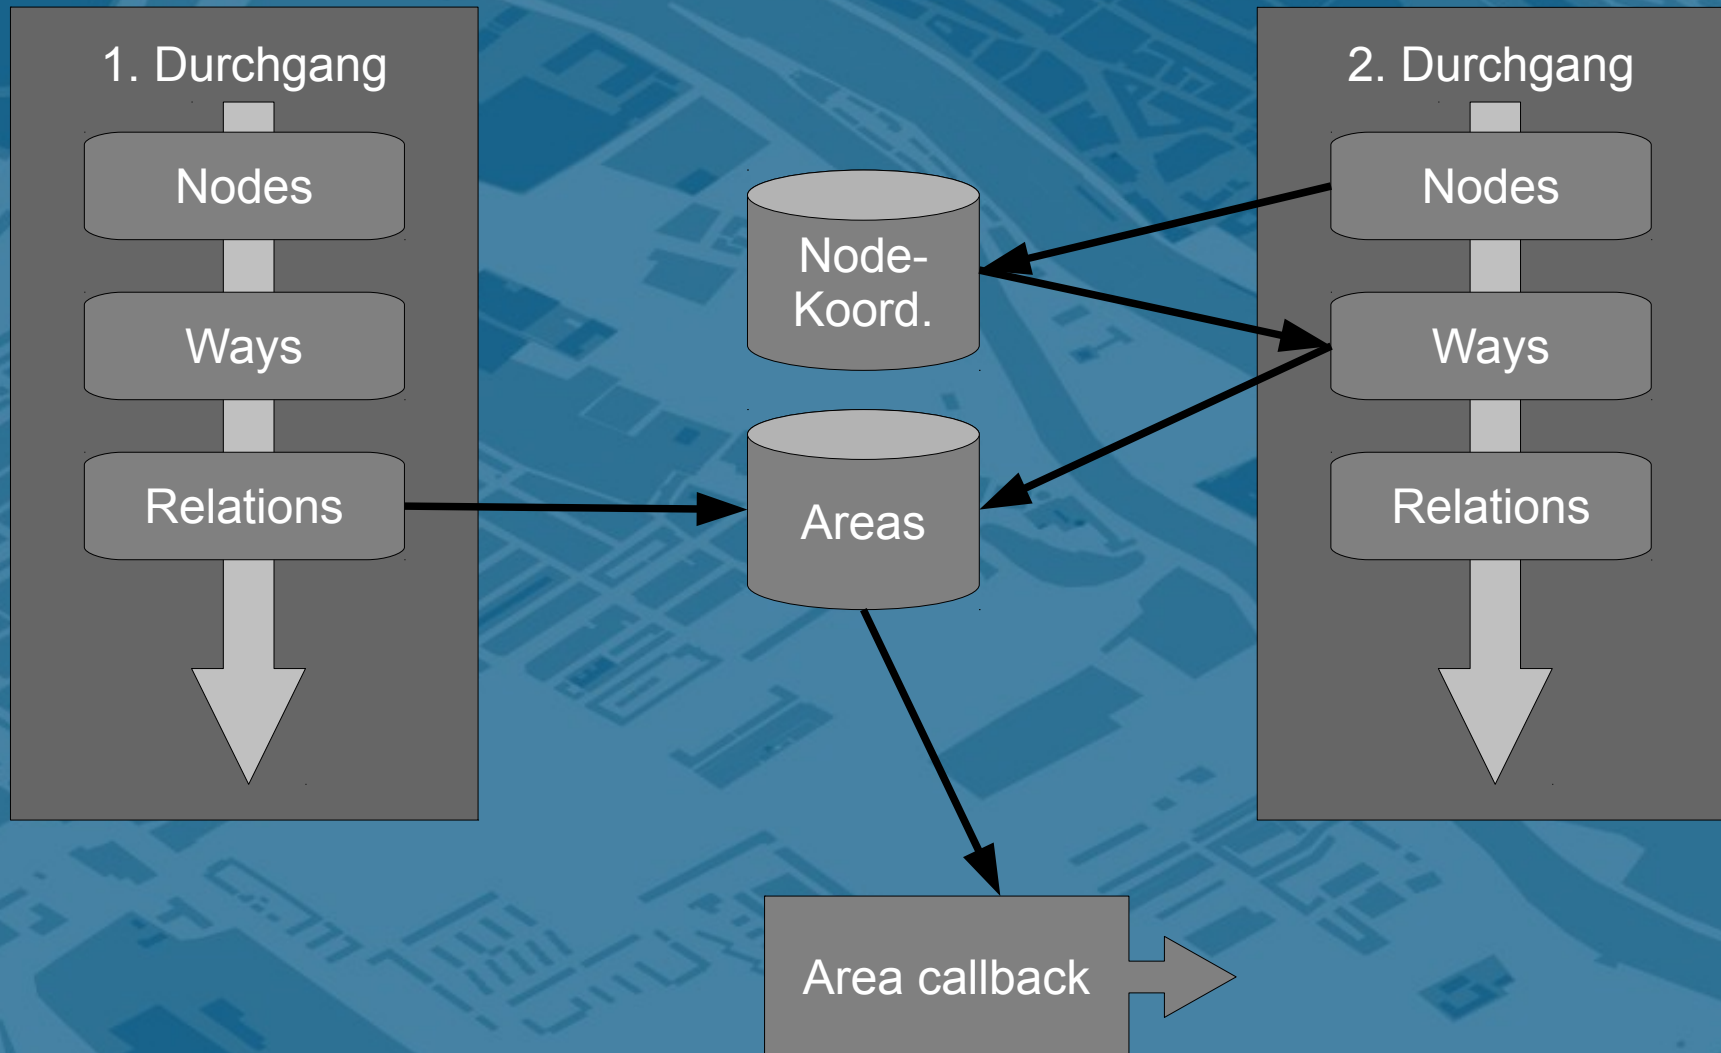 1. Durchgang
Nodes
Ways
Relations
Node-
Koord.
Areas
Area callback
2. Durchgang
Nodes
Ways
Relations